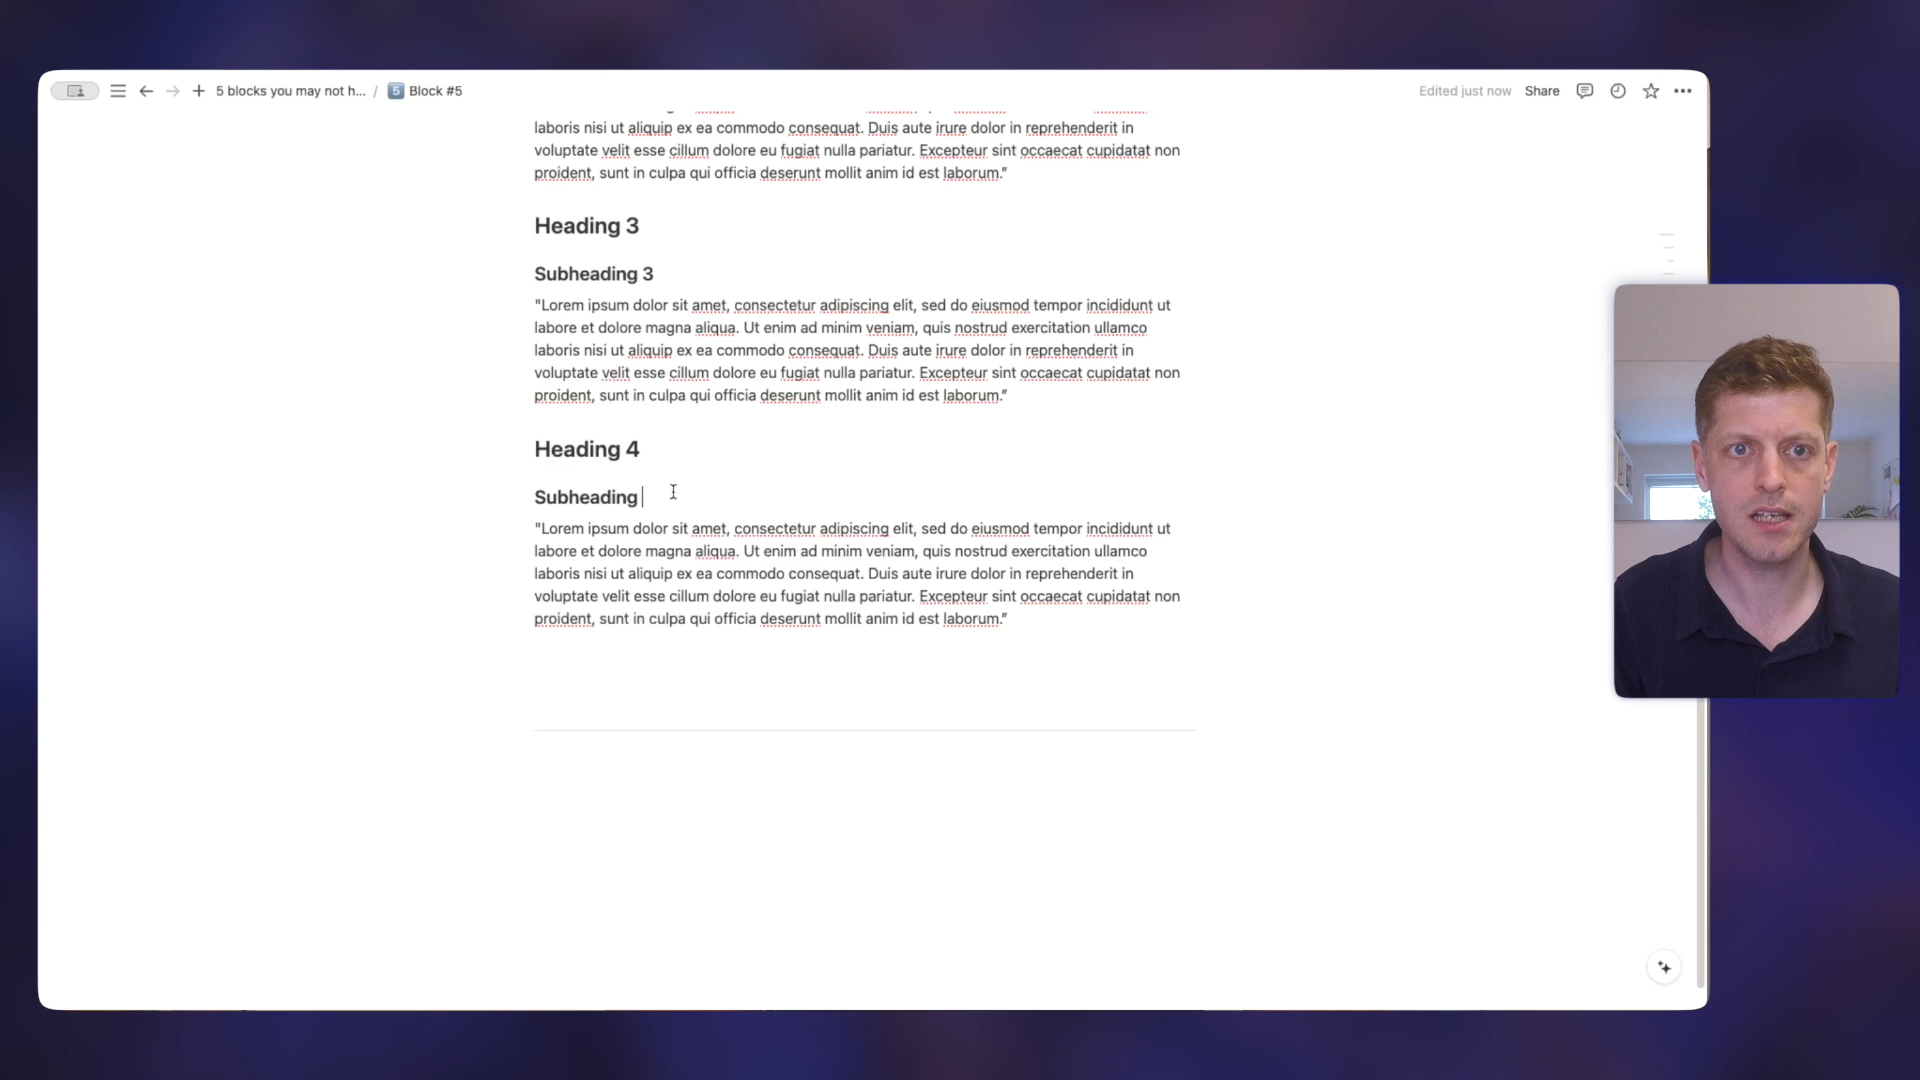 5 blocks you may not h... / 5 Block #5
Edited just now Share
laboris nisi ut aliquip ex ea commodo consequat. Duis aute irure dolor in reprehenderit in
voluptate velit esse cillum dolore eu fugiat nulla pariatur. Excepteur sint occaecat cupidatat non
proident, sunt in culpa qui officia deserunt mollit anim id est laborum.”
Heading 3
Subheading 3
"Lorem ipsum dolor sit amet, consectetur adipiscing elit, sed do eiusmod tempor incididunt ut
labore et dolore magna aliqua. Ut enim ad minim veniam, quis nostrud exercitation ullamco
laboris nisi ut aliquip ex ea commodo consequat. Duis aute irure dolor in reprehenderit in
voluptate velit esse cillum dolore eu fugiat nulla pariatur. Excepteur sint occaecat cupidatat non
proident, sunt in culpa qui officia deserunt mollit anim id est laborum.”
Heading 4
Subheading
"Lorem ipsum dolor sit amet, consectetur adipiscing elit, sed do eiusmod tempor incididunt ut
labore et dolore magna aliqua. Ut enim ad minim veniam, quis nostrud exercitation ullamco
laboris nisi ut aliquip ex ea commodo consequat. Duis aute irure dolor in reprehenderit in
voluptate velit esse cillum dolore eu fugiat nulla pariatur. Excepteur sint occaecat cupidatat non
proident, sunt in culpa qui officia deserunt mollit anim id est laborum.”